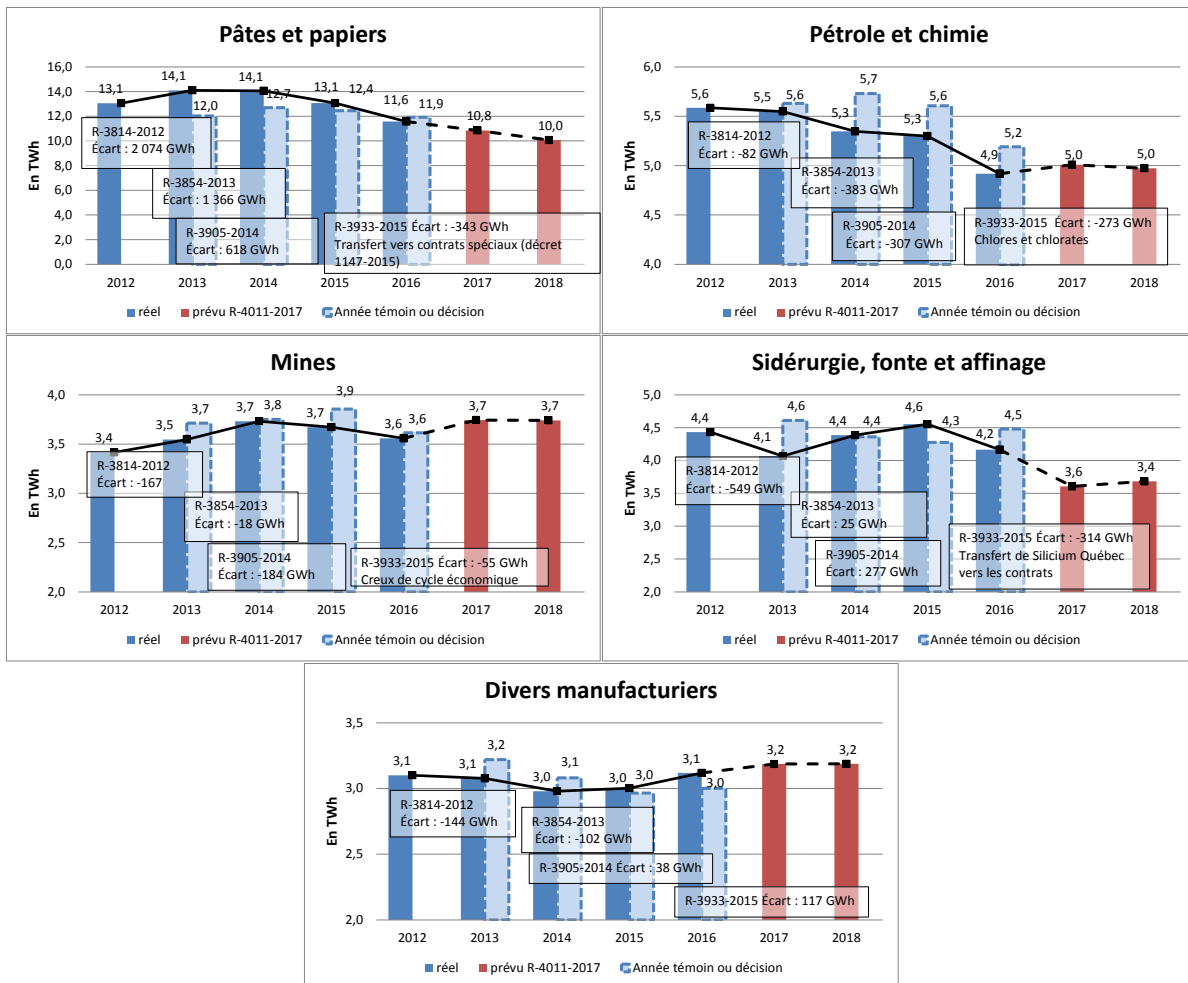 Pâtes et papiers
En TWh
16,0
14,0
12,0
10,0
8,0
6,0
4,0
2,0
0,0
13,1
14,1
12,0
14,1
12,7
13,1
12,4
11,6
11,9
10,8
10,0
R-3814-2012
Écart : 2 074 GWh
R-3854-2013
Écart : 1 366 GWh
R-3905-2014
Écart : 618 GWh
R-3933-2015 Écart : -343 GWh
Transfert vers contrats spéciaux (décret
1147-2015)
2012 2013 2014 2015 2016 2017 2018
réel prévu R-4011-2017 Année témoin ou décision
Pétrole et chimie
En TWh
6,0
5,5
5,0
4,5
4,0
5,6
5,5
5,6
5,3
5,7
5,3
5,6
4,9
5,2
5,0
5,0
R-3814-2012
Écart : -82 GWh
R-3854-2013
Écart : -383 GWh
R-3905-2014
Écart : -307 GWh
R-3933-2015 Écart : -273 GWh
Chlores et chlorates
2012 2013 2014 2015 2016 2017 2018
réel prévu R-4011-2017 Année témoin ou décision
Mines
En TWh
4,0
3,5
3,0
2,5
2,0
3,4
3,5
3,7
3,7
3,8
3,7
3,9
3,6
3,6
3,7
3,7
R-3814-2012
Écart : -167
R-3854-2013
Écart : -18 GWh
R-3905-2014
Écart : -184 GWh
R-3933-2015 Écart : -55 GWh
Creux de cycle économique
2012 2013 2014 2015 2016 2017 2018
réel prévu R-4011-2017 Année témoin ou décision
Sidérurgie, fonte et affinage
En TWh
5,0
4,5
4,0
3,5
3,0
2,5
2,0
4,4
4,1
4,6
4,4
4,4
4,6
4,3
4,2
4,5
3,6
3,4
R-3814-2012
Écart : -549 GWh
R-3854-2013
Écart : 25 GWh
R-3905-2014
Écart : 277 GWh
R-3933-2015 Écart : -314 GWh
Transfert de Silicium Québec
vers les contrats
2012 2013 2014 2015 2016 2017 2018
réel prévu R-4011-2017 Année témoin ou décision
Divers manufacturiers
En TWh
3,5
3,0
2,5
2,0
3,1
3,1
3,2
3,0
3,1
3,0
3,0
3,1
3,0
3,2
3,2
R-3814-2012
Écart : -144 GWh
R-3854-2013
Écart : -102 GWh
R-3905-2014 Écart : 38 GWh
R-3933-2015 Écart : 117 GWh
2012 2013 2014 2015 2016 2017 2018
réel prévu R-4011-2017 Année témoin ou décision